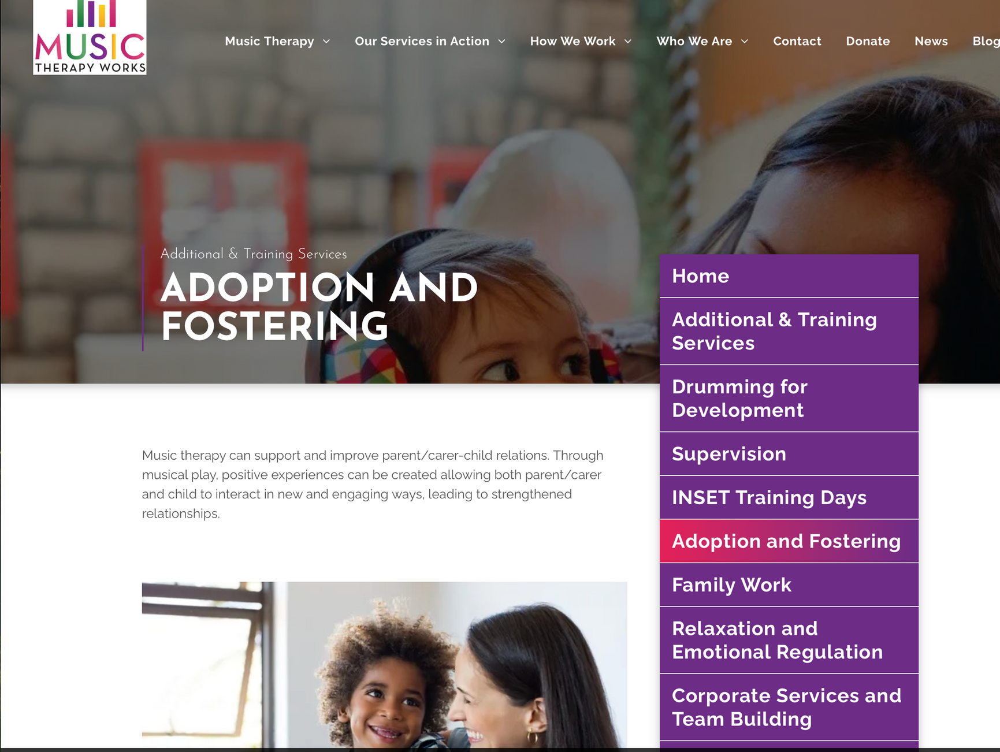 MUSIC
THERAPY WORKS
Music Therapy
Our Services in Action
How We Work
Who We Are
Contact
Donate
News
Blog
Additional & Training Services
ADOPTION AND
FOSTERING
Music therapy can support and improve parent/carer-child relations. Through
musical play, positive experiences can be created allowing both parent/carer
and child to interact in new and engaging ways, leading to strengthened
relationships.
Home
Additional & Training
Services
Drumming for
Development
Supervision
INSET Training Days
Adoption and Fostering
Family Work
Relaxation and
Emotional Regulation
Corporate Services and
Team Building